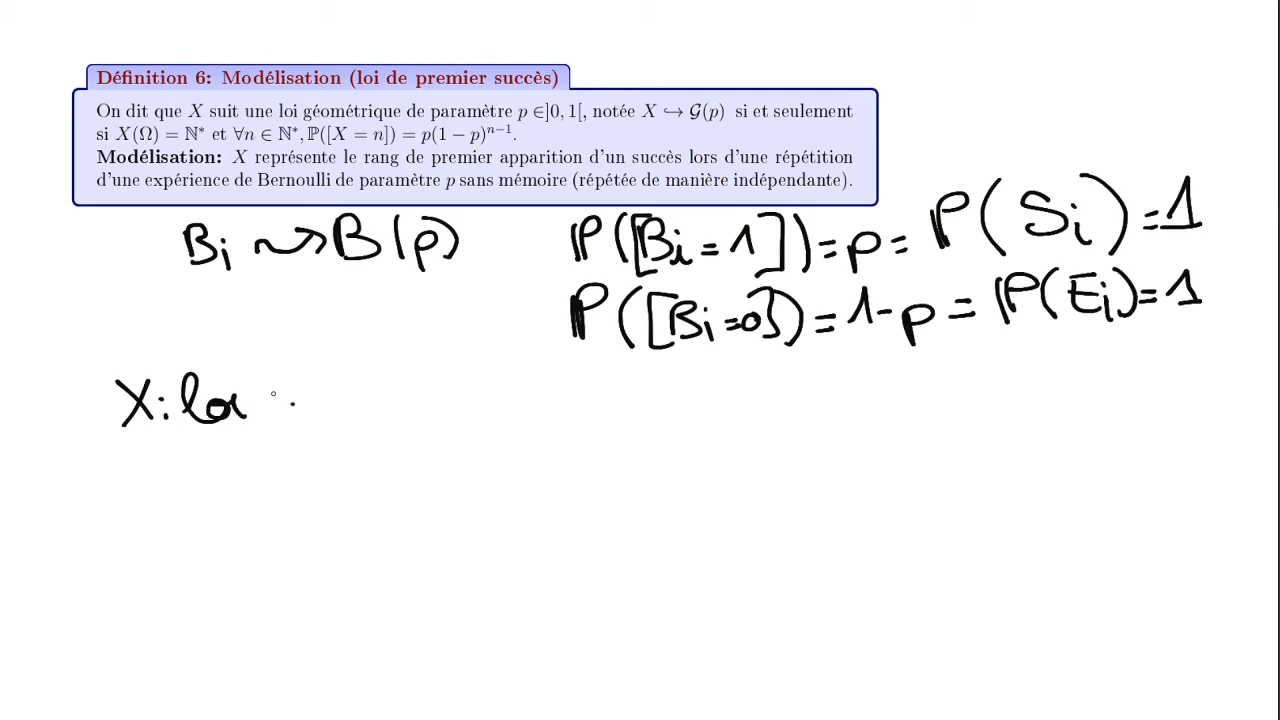 Définition 6: Modélisation (loi de premier succès)
On dit que X suit une loi géométrique de paramètre p ∈]0, 1[, notée X ↪ 𝒢(p) si et seulement
si X(Ω) = ℕ* et ∀n ∈ ℕ*, ℙ([X = n]) = p(1 − p)ⁿ⁻¹.
Modélisation: X représente le rang de premier apparition d'un succès lors d'une répétition
d'une expérience de Bernoulli de paramètre p sans mémoire (répétée de manière indépendante).
Bᵢ ⇝ B(p)
ℙ([Bᵢ = 1]) = p = ℙ(Sᵢ) = 1
ℙ([Bᵢ = 0]) = 1 - p = ℙ(Eᵢ) = 1
X : loi